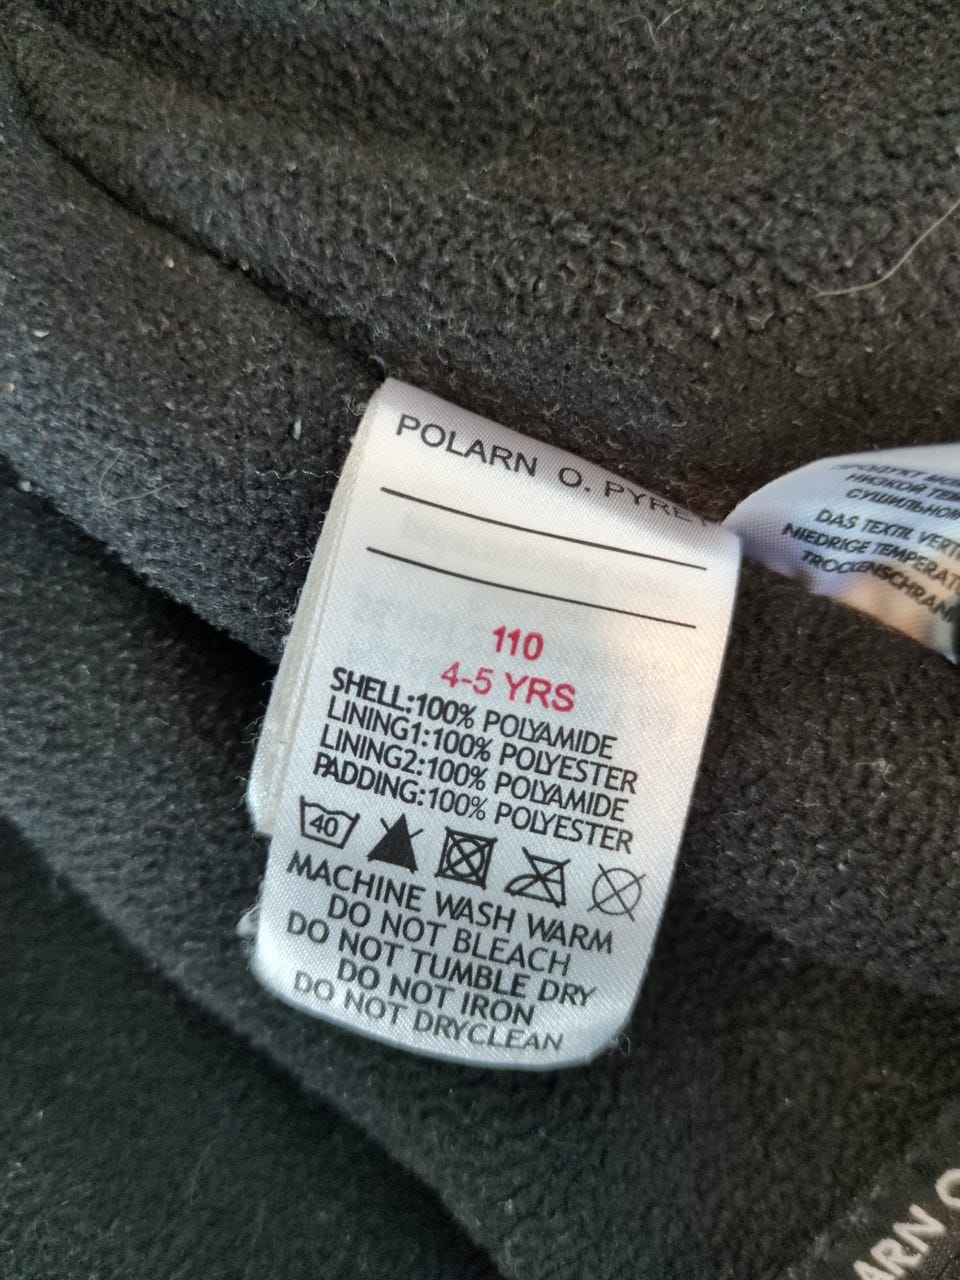 POLARN O. PYRET
110
4-5 YRS
SHELL:100% POLYAMIDE
LINING1:100% POLYESTER
LINING2:100% POLYAMIDE
PADDING:100% POLYESTER
40
MACHINE WASH WARM
DO NOT BLEACH
DO NOT TUMBLE DRY
DO NOT IRON
DO NOT DRYCLEAN
НИЗКОЙ
DAS TEXTIL
NIEDRIGE
ARN O